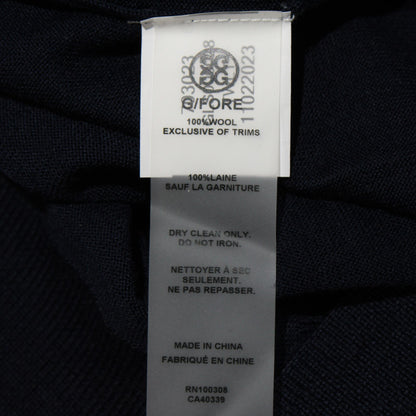 G/FORE
100%WOOL
EXCLUSIVE OF TRIMS
11022023
100%LAINE
SAUF LA GARNITURE
DRY CLEAN ONLY.
DO NOT IRON.
NETTOYER À SEC
SEULEMENT.
NE PAS REPASSER.
MADE IN CHINA
FABRIQUÉ EN CHINE
RN100308
CA40339